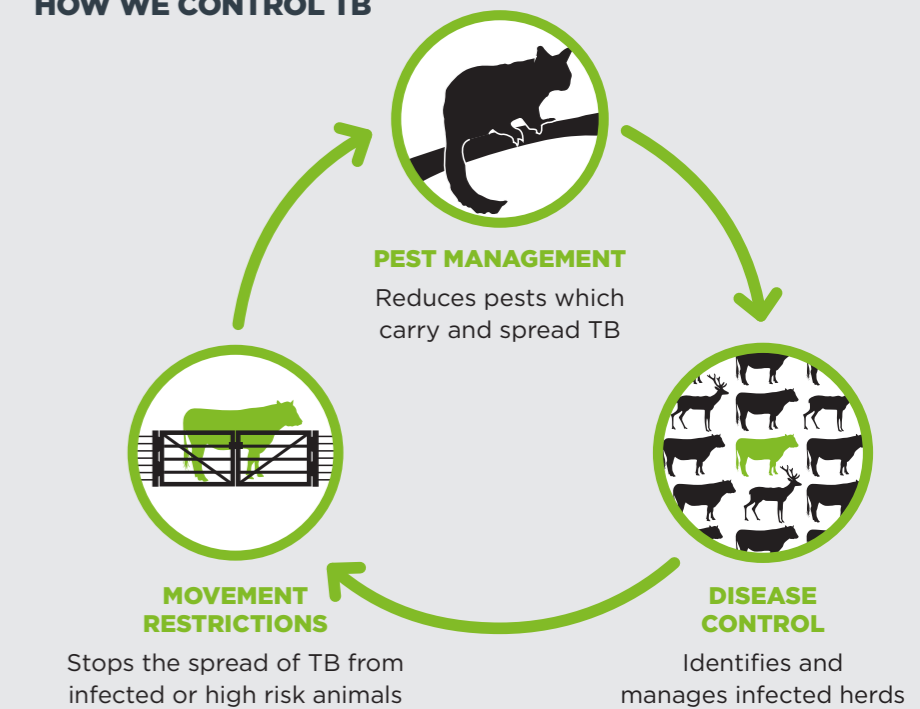 HOW WE CONTROL TB
PEST MANAGEMENT
Reduces pests which
carry and spread TB
MOVEMENT
RESTRICTIONS
Stops the spread of TB from
infected or high risk animals
DISEASE
CONTROL
Identifies and
manages infected herds